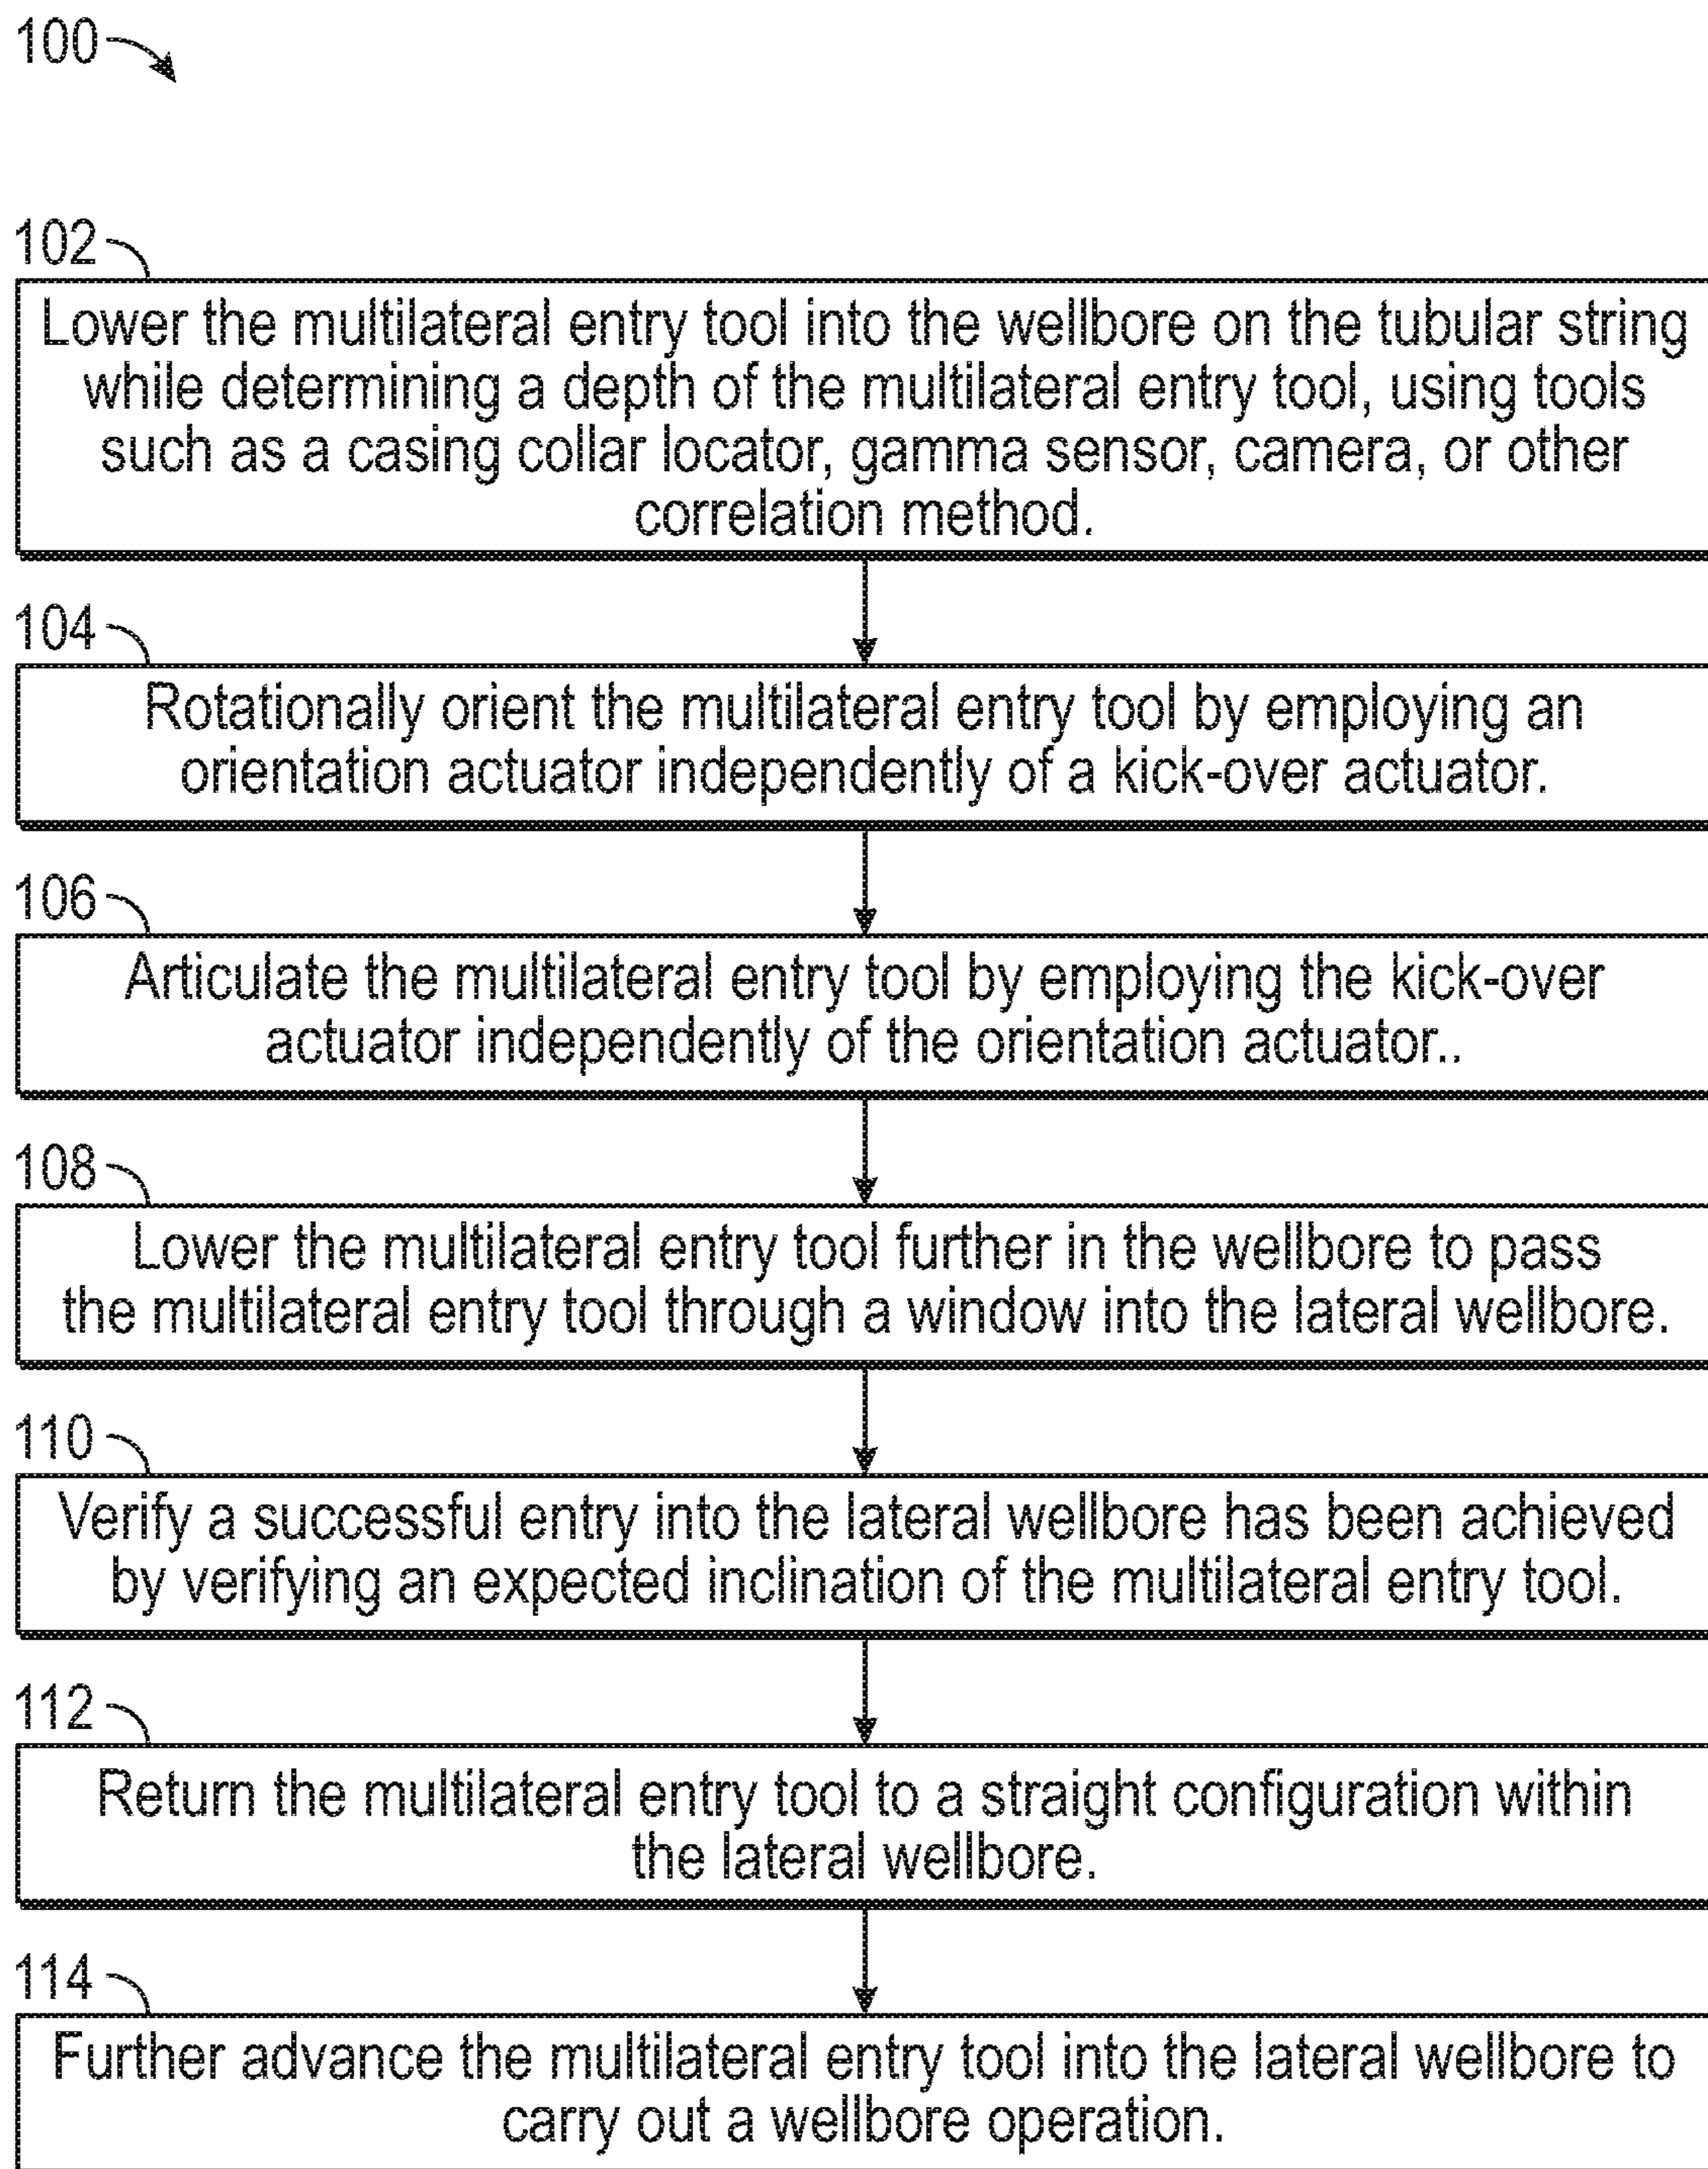 100
102
Lower the multilateral entry tool into the wellbore on the tubular string
while determining a depth of the multilateral entry tool, using tools
such as a casing collar locator, gamma sensor, camera, or other
correlation method.
104
Rotationally orient the multilateral entry tool by employing an
orientation actuator independently of a kick-over actuator.
106
Articulate the multilateral entry tool by employing the kick-over
actuator independently of the orientation actuator..
108
Lower the multilateral entry tool further in the wellbore to pass
the multilateral entry tool through a window into the lateral wellbore.
110
Verify a successful entry into the lateral wellbore has been achieved
by verifying an expected inclination of the multilateral entry tool.
112
Return the multilateral entry tool to a straight configuration within
the lateral wellbore.
114
Further advance the multilateral entry tool into the lateral wellbore to
carry out a wellbore operation.